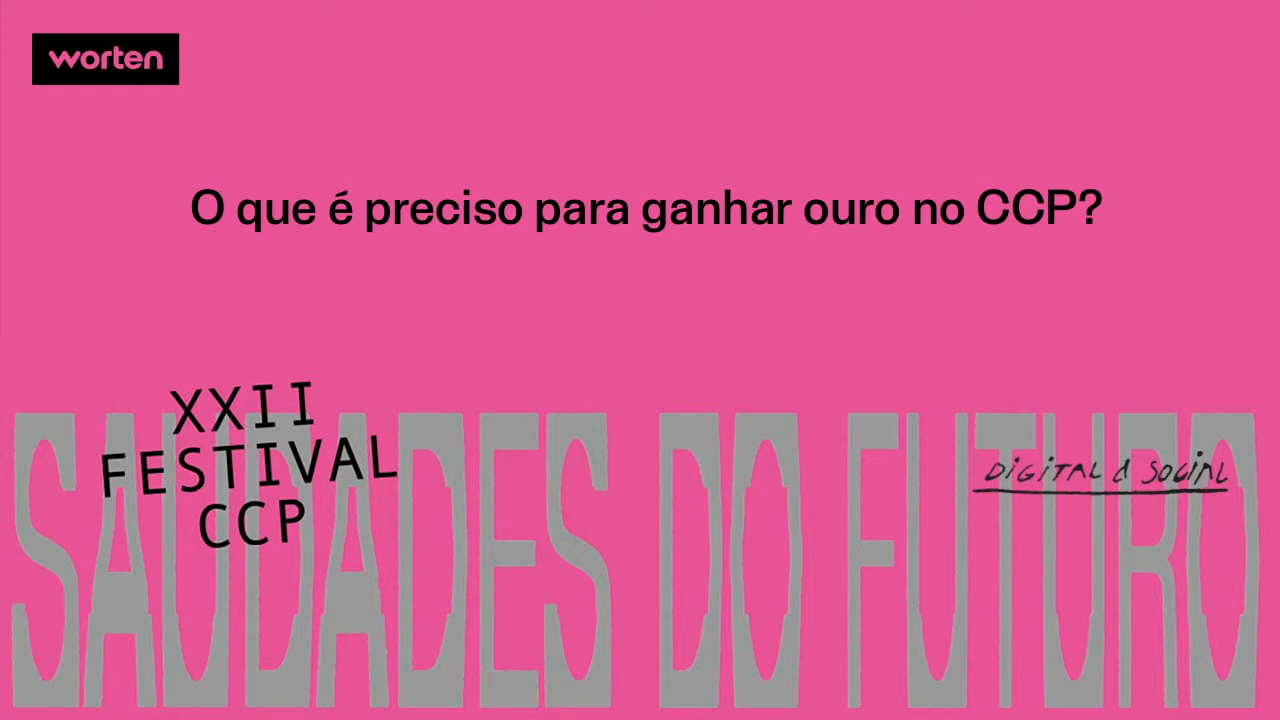 worten
O que é preciso para ganhar ouro no CCP?
XXII
FESTIVAL
CCP
DIGITAL & SOCIAL
SAUDADES DO FUTURO